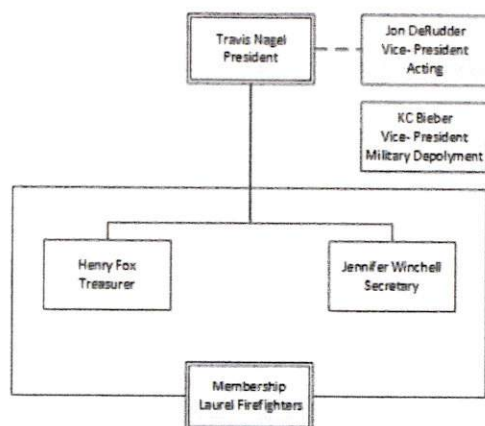 Travis Nagel
President
Jon DeRudder
Vice- President
Acting
KC Bieber
Vice- President
Military Depolyment
Henry Fox
Treasurer
Jennifer Winchell
Secretary
Membership
Laurel Firefighters